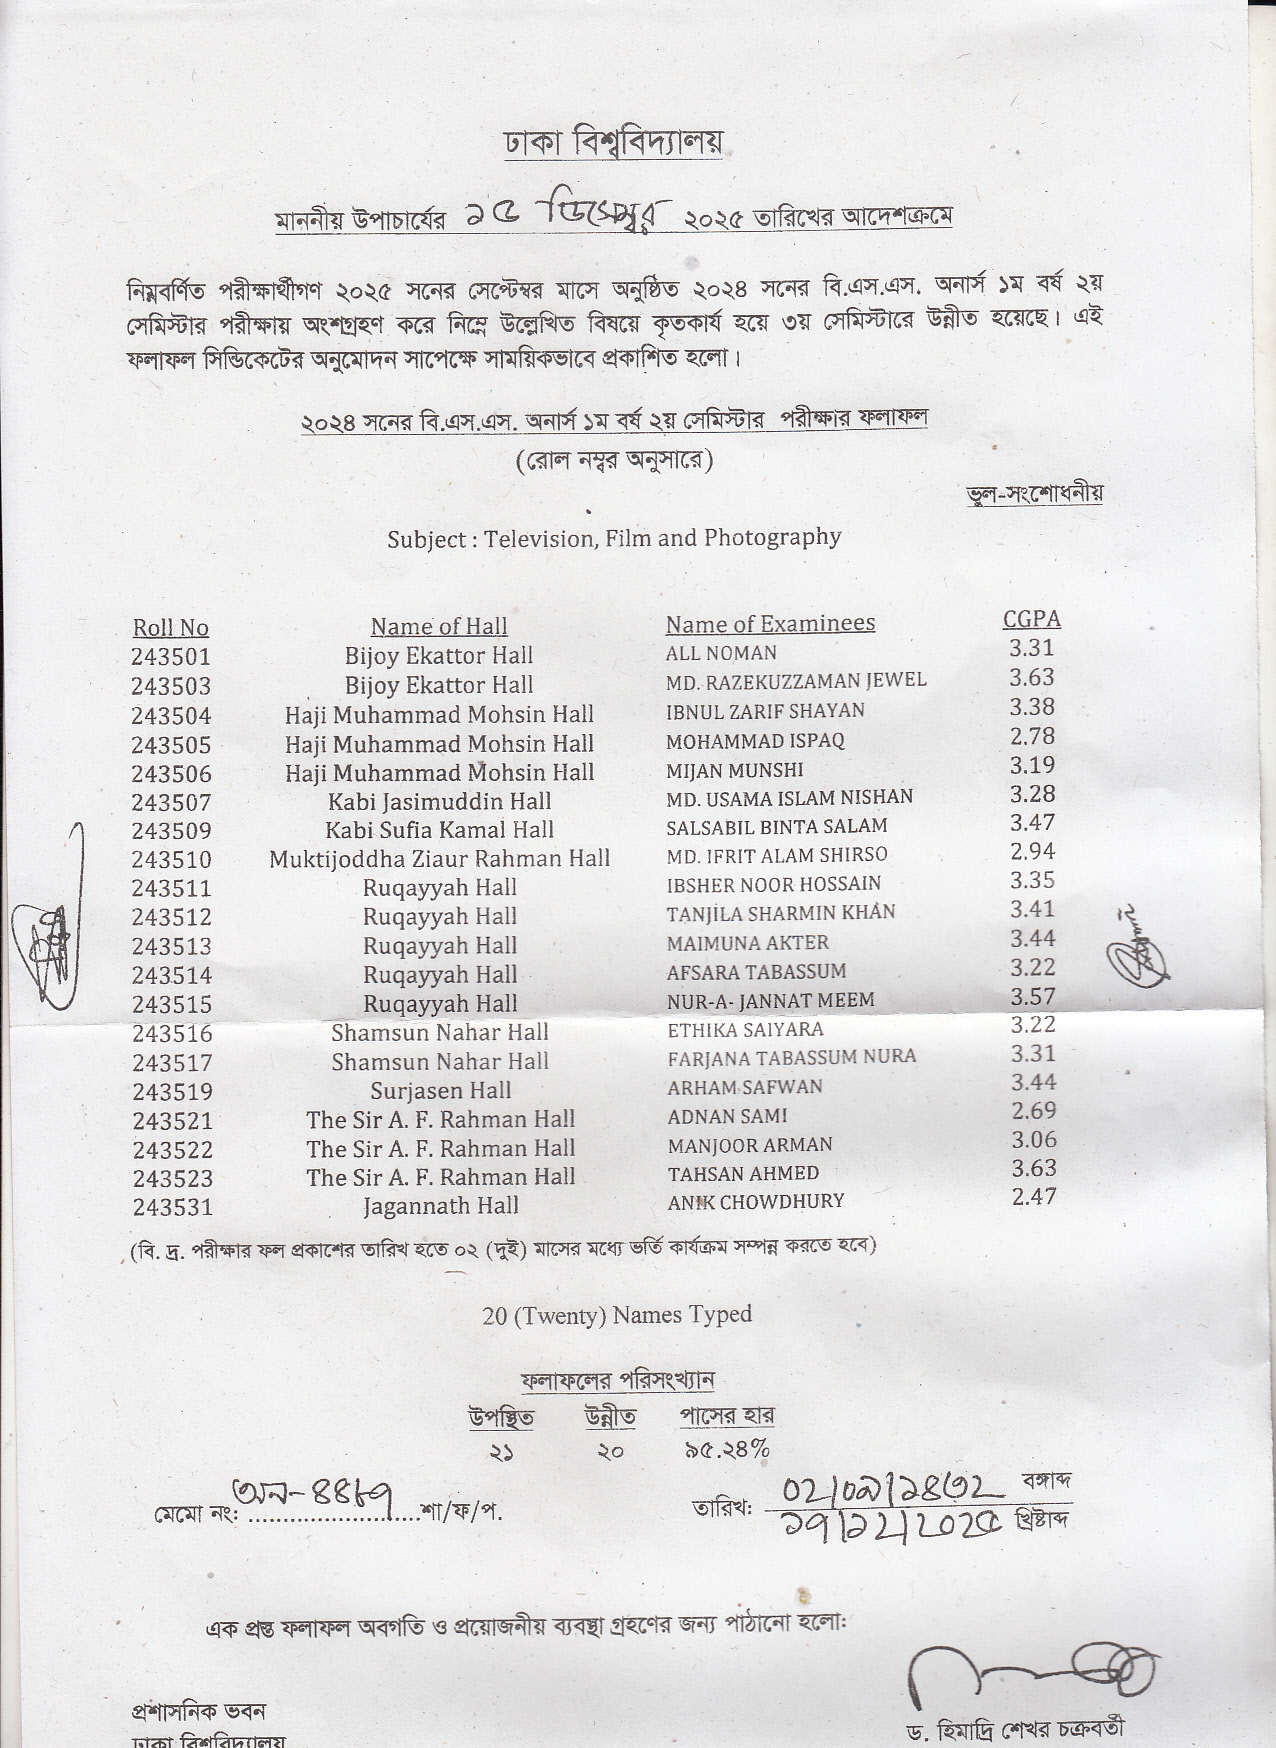 ঢাকা বিশ্ববিদ্যালয়
মাননীয় উপাচার্যের ১৫ ডিসেম্বর ২০২৫ তারিখের আদেশক্রমে
নিম্নবর্ণিত পরীক্ষার্থীগণ ২০২৫ সনের সেপ্টেম্বর মাসে অনুষ্ঠিত ২০২৪ সনের বি.এস.এস. অনার্স ১ম বর্ষ ২য়
সেমিস্টার পরীক্ষায় অংশগ্রহণ করে নিম্নে উল্লেখিত বিষয়ে কৃতকার্য হয়ে ৩য় সেমিস্টারে উন্নীত হয়েছে। এই
ফলাফল সিন্ডিকেটের অনুমোদন সাপেক্ষে সাময়িকভাবে প্রকাশিত হলো।
২০২৪ সনের বি.এস.এস. অনার্স ১ম বর্ষ ২য় সেমিস্টার পরীক্ষার ফলাফল
(রোল নম্বর অনুসারে)
ভুল-সংশোধনীয়
Subject : Television, Film and Photography
Roll No Name of Hall Name of Examinees CGPA
243501 Bijoy Ekattor Hall ALL NOMAN 3.31
243503 Bijoy Ekattor Hall MD. RAZEKUZZAMAN JEWEL 3.63
243504 Haji Muhammad Mohsin Hall IBNUL ZARIF SHAYAN 3.38
243505 Haji Muhammad Mohsin Hall MOHAMMAD ISPAQ 2.78
243506 Haji Muhammad Mohsin Hall MIJAN MUNSHI 3.19
243507 Kabi Jasimuddin Hall MD. USAMA ISLAM NISHAN 3.28
243509 Kabi Sufia Kamal Hall SALSABIL BINTA SALAM 3.47
243510 Muktijoddha Ziaur Rahman Hall MD. IFRIT ALAM SHIRSO 2.94
243511 Ruqayyah Hall IBSHER NOOR HOSSAIN 3.35
243512 Ruqayyah Hall TANJILA SHARMIN KHAN 3.41
243513 Ruqayyah Hall MAIMUNA AKTER 3.44
243514 Ruqayyah Hall AFSARA TABASSUM 3.22
243515 Ruqayyah Hall NUR-A- JANNAT MEEM 3.57
243516 Shamsun Nahar Hall ETHIKA SAIYARA 3.22
243517 Shamsun Nahar Hall FARJANA TABASSUM NURA 3.31
243519 Surjasen Hall ARHAM SAFWAN 3.44
243521 The Sir A. F. Rahman Hall ADNAN SAMI 2.69
243522 The Sir A. F. Rahman Hall MANJOOR ARMAN 3.06
243523 The Sir A. F. Rahman Hall TAHSAN AHMED 3.63
243531 Jagannath Hall ANIK CHOWDHURY 2.47
(বি. দ্র. পরীক্ষার ফল প্রকাশের তারিখ হতে ০২ (দুই) মাসের মধ্যে ভর্তি কার্যক্রম সম্পন্ন করতে হবে)
20 (Twenty) Names Typed
ফলাফলের পরিসংখ্যান
উপস্থিত উন্নীত পাসের হার
২১ ২০ ৯৫.২৪%
মেমো নং: ........................শা/ফ/প. তারিখ: ০২/০৯/১৪৩২ বঙ্গাব্দ
১৭/১২/২০২৫ খ্রিষ্টাব্দ
এক প্রস্ত ফলাফল অবগতি ও প্রয়োজনীয় ব্যবস্থা গ্রহণের জন্য পাঠানো হলো:
প্রশাসনিক ভবন
ড. হিমাদ্রি শেখর চক্রবর্তী
ঢাকা বিশ্ববিদ্যালয়